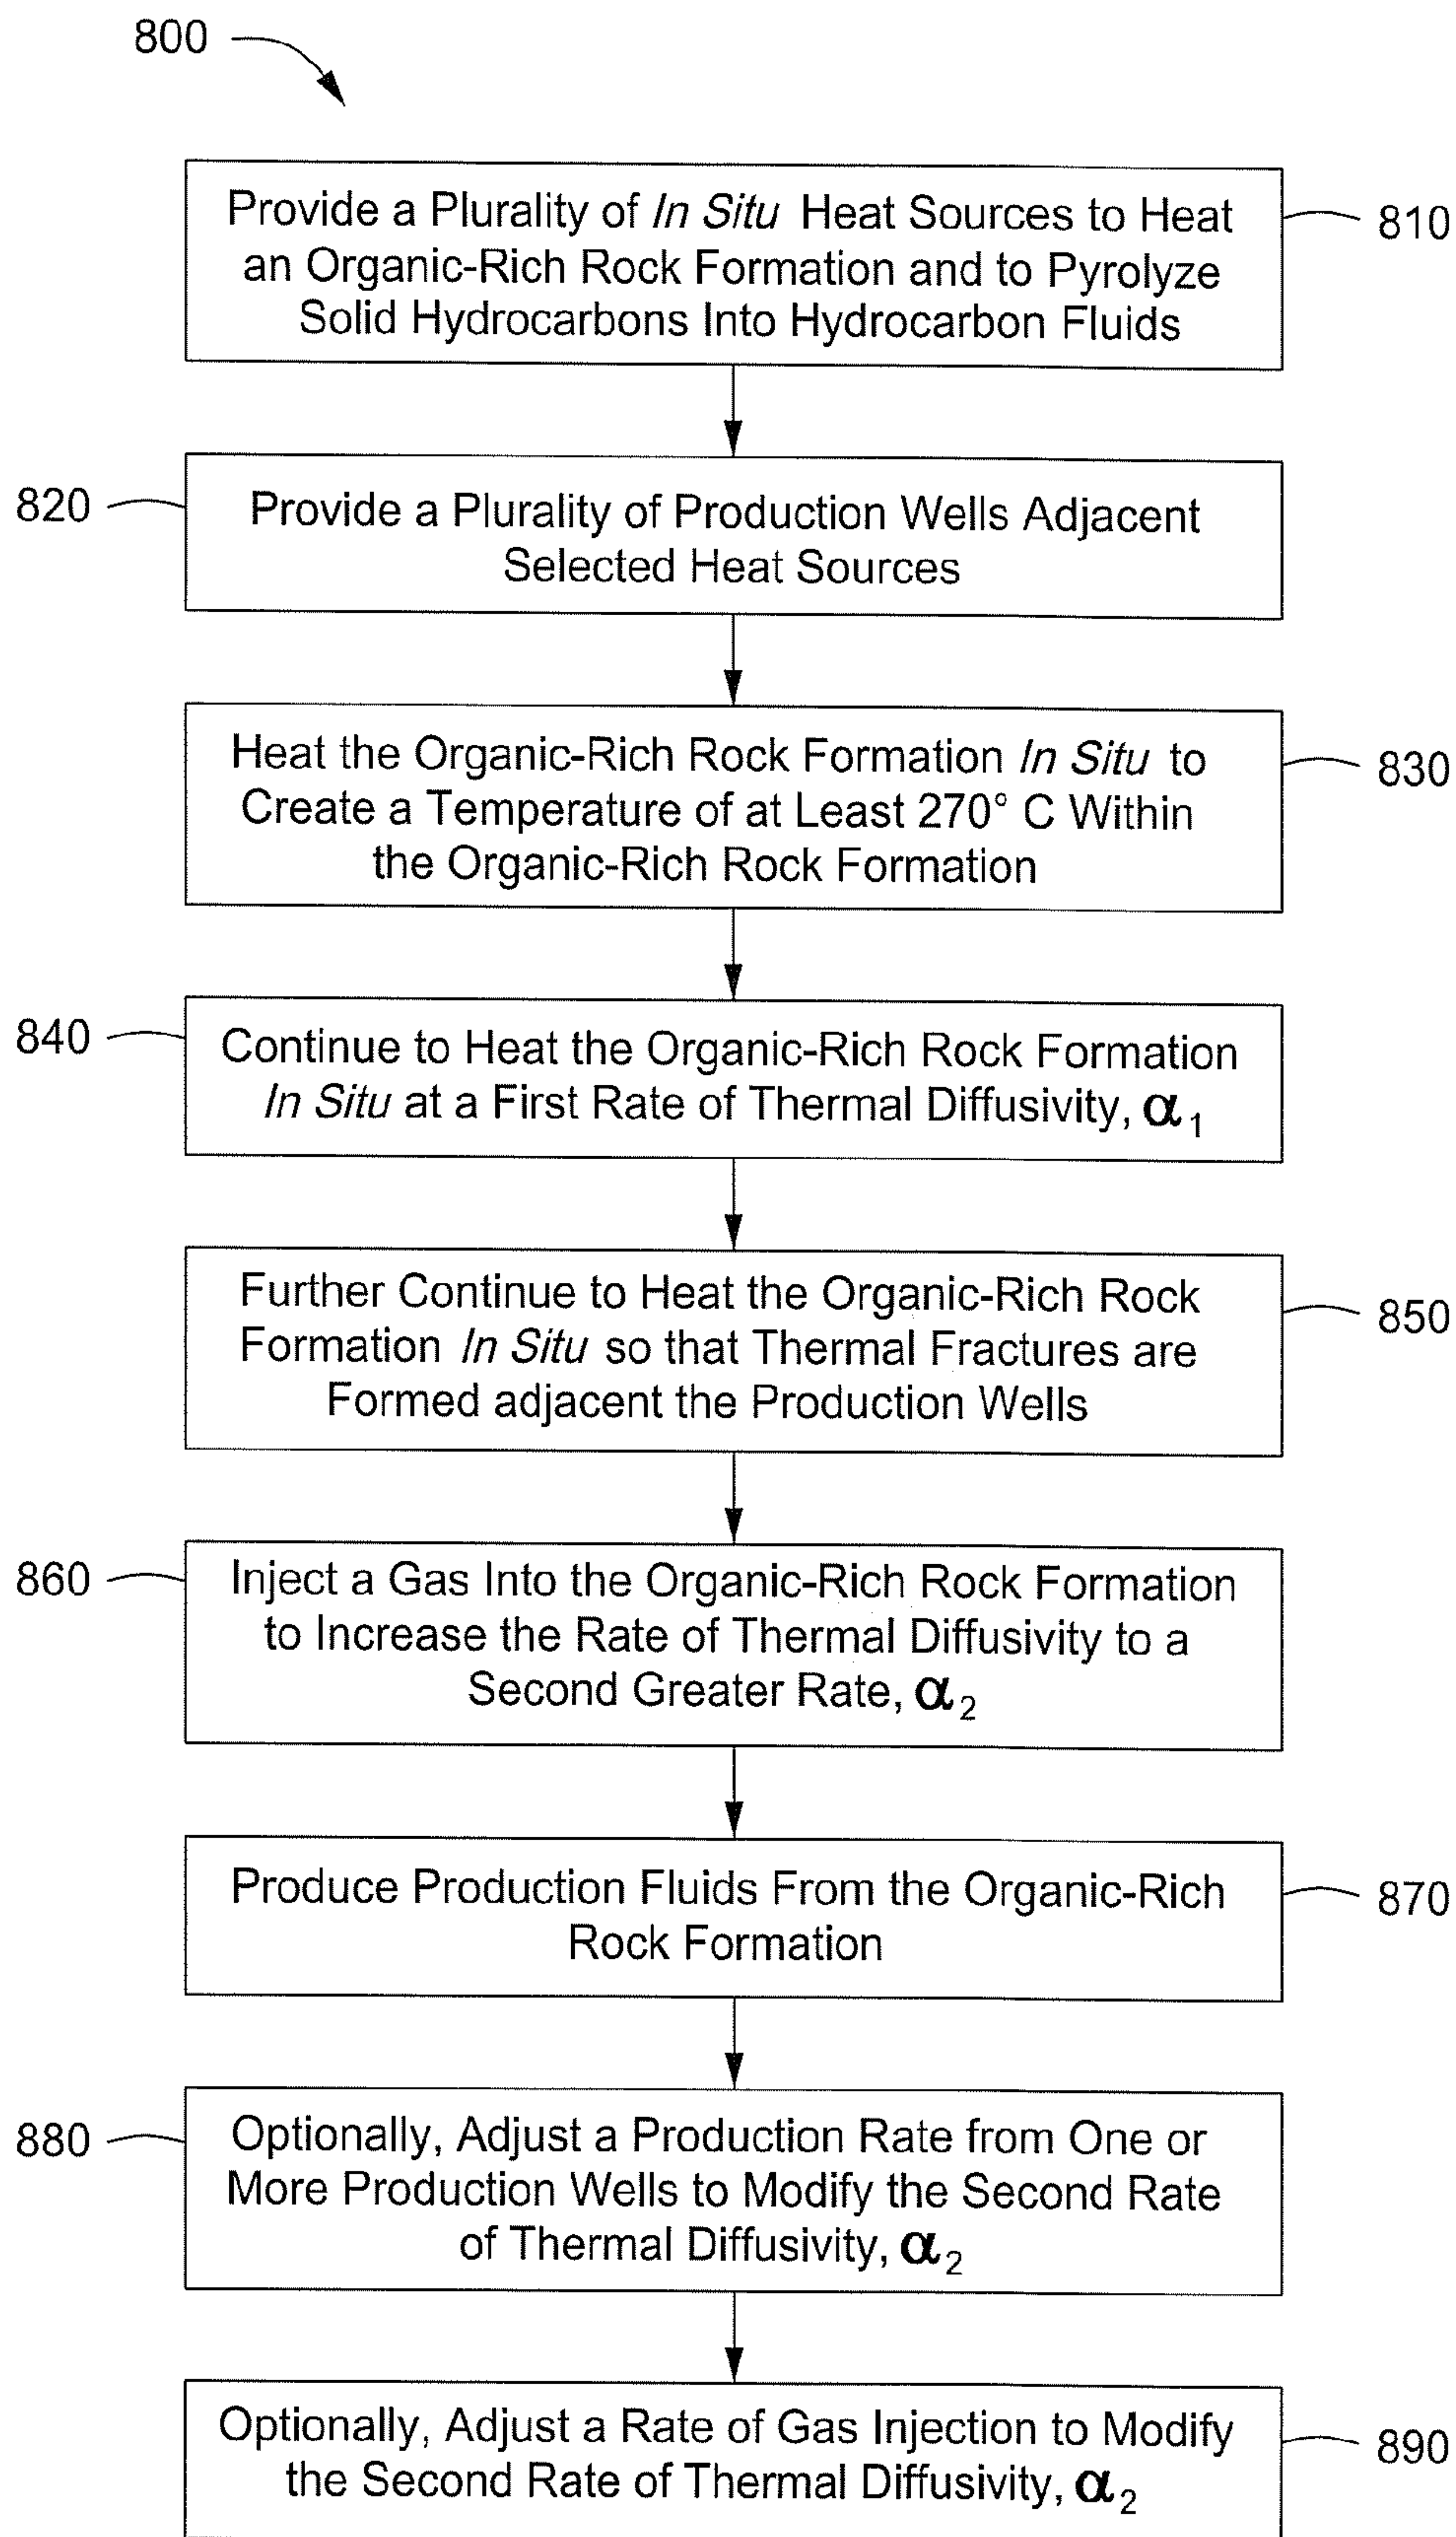 800
Provide a Plurality of In Situ Heat Sources to Heat
an Organic-Rich Rock Formation and to Pyrolyze
Solid Hydrocarbons Into Hydrocarbon Fluids
810
820
Provide a Plurality of Production Wells Adjacent
Selected Heat Sources
Heat the Organic-Rich Rock Formation In Situ to
Create a Temperature of at Least 270° C Within
the Organic-Rich Rock Formation
830
840
Continue to Heat the Organic-Rich Rock Formation
In Situ at a First Rate of Thermal Diffusivity, α₁
Further Continue to Heat the Organic-Rich Rock
Formation In Situ so that Thermal Fractures are
Formed adjacent the Production Wells
850
860
Inject a Gas Into the Organic-Rich Rock Formation
to Increase the Rate of Thermal Diffusivity to a
Second Greater Rate, α₂
Produce Production Fluids From the Organic-Rich
Rock Formation
870
880
Optionally, Adjust a Production Rate from One or
More Production Wells to Modify the Second Rate
of Thermal Diffusivity, α₂
Optionally, Adjust a Rate of Gas Injection to Modify
the Second Rate of Thermal Diffusivity, α₂
890